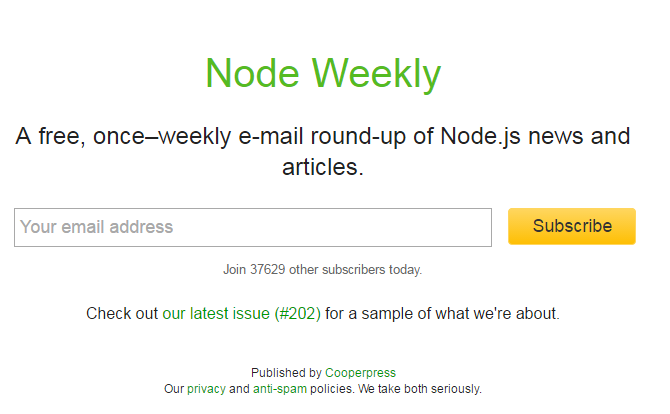 Node Weekly
A free, once–weekly e-mail round-up of Node.js news and
articles.
Your email address
Subscribe
Join 37629 other subscribers today.
Check out our latest issue (#202) for a sample of what we're about.
Published by Cooperpress
Our privacy and anti-spam policies. We take both seriously.